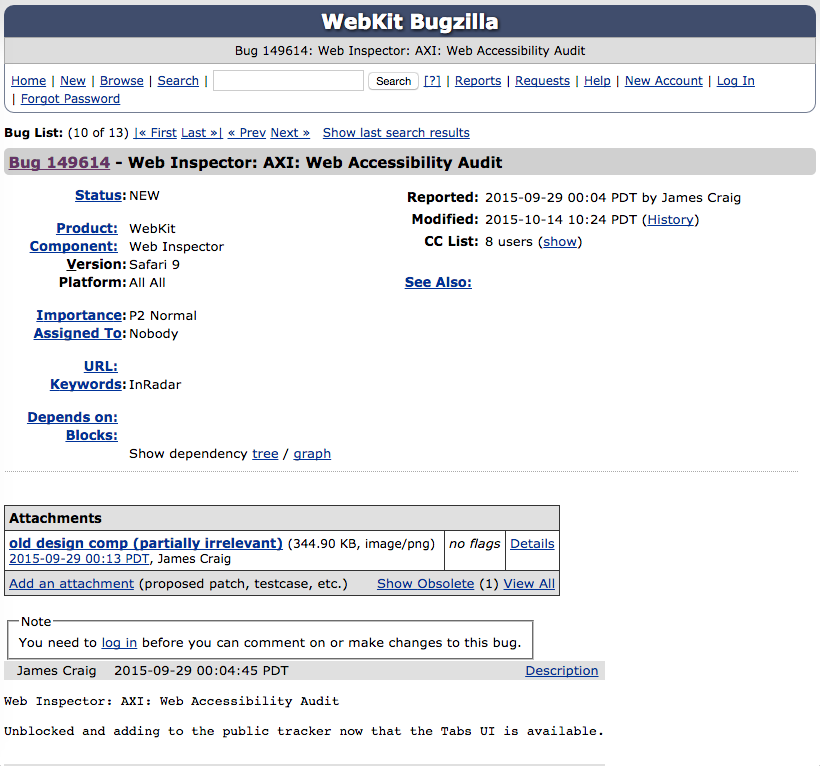 WebKit Bugzilla
Bug 149614: Web Inspector: AXI: Web Accessibility Audit
Home | New | Browse | Search | Search [?] | Reports | Requests | Help | New Account | Log In
| Forgot Password
Bug List: (10 of 13) |« First Last »| « Prev Next » Show last search results
Bug 149614 - Web Inspector: AXI: Web Accessibility Audit
Status: NEW
Product: WebKit
Component: Web Inspector
Version: Safari 9
Platform: All All
Importance: P2 Normal
Assigned To: Nobody
URL:
Keywords: InRadar
Depends on:
Blocks:
Show dependency tree / graph
Reported: 2015-09-29 00:04 PDT by James Craig
Modified: 2015-10-14 10:24 PDT (History)
CC List: 8 users (show)
See Also:
Attachments
old design comp (partially irrelevant) (344.90 KB, image/png) no flags Details
2015-09-29 00:13 PDT, James Craig
Add an attachment (proposed patch, testcase, etc.) Show Obsolete (1) View All
Note
You need to log in before you can comment on or make changes to this bug.
James Craig 2015-09-29 00:04:45 PDT Description
Web Inspector: AXI: Web Accessibility Audit
Unblocked and adding to the public tracker now that the Tabs UI is available.